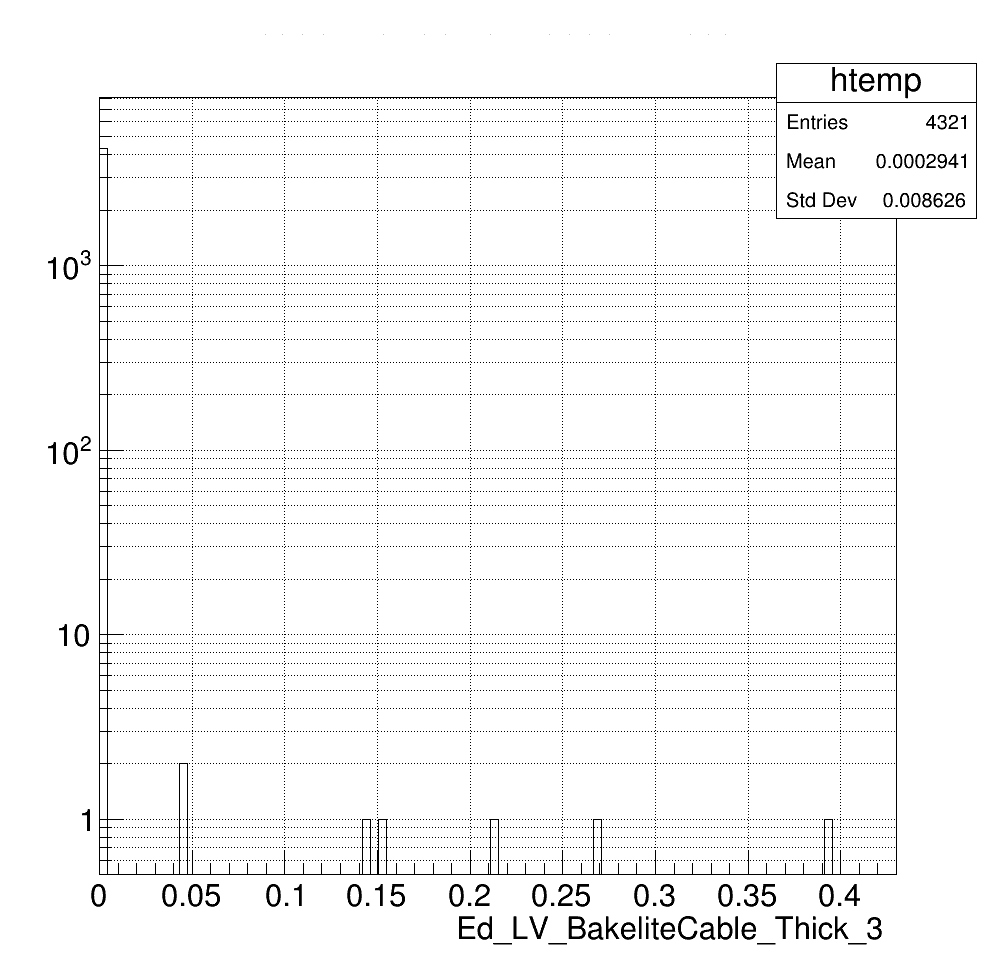 htemp
Entries 4321
Mean 0.0002941
Std Dev 0.008626
10³
10²
10
1
0 0.05 0.1 0.15 0.2 0.25 0.3 0.35 0.4
Ed_LV_BakeliteCable_Thick_3